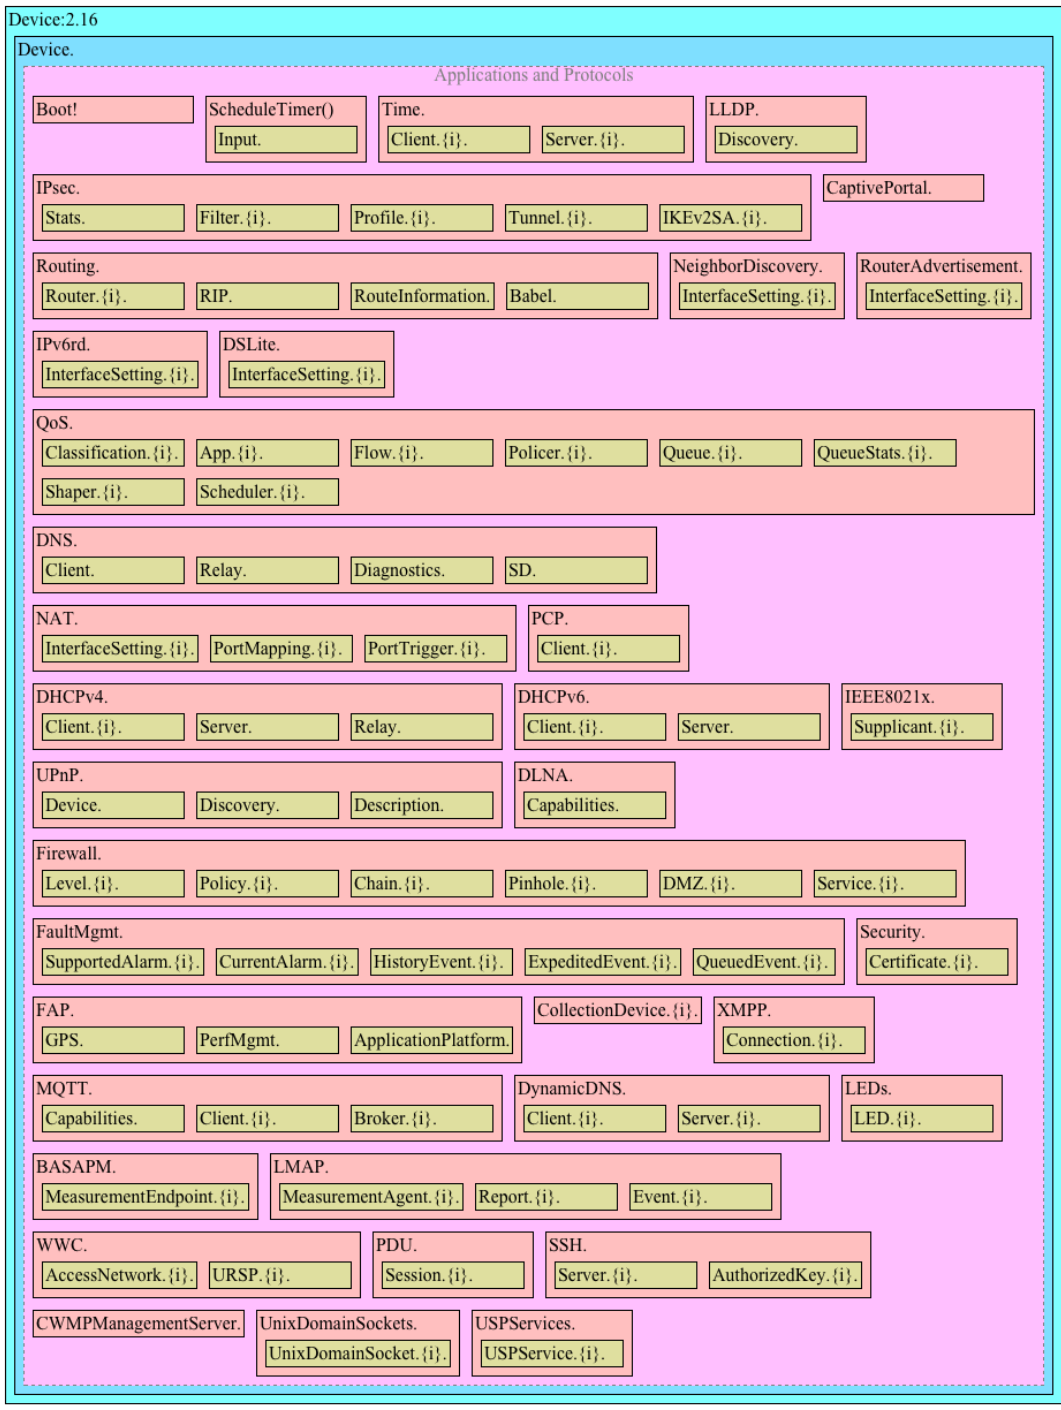 Device:2.16
Device.
Applications and Protocols
Boot! ScheduleTimer() Time. LLDP.
Input. Client.{i}. Server.{i}. Discovery.
IPsec. CaptivePortal.
Stats. Filter.{i}. Profile.{i}. Tunnel.{i}. IKEv2SA.{i}.
Routing. NeighborDiscovery. RouterAdvertisement.
Router.{i}. RIP. RouteInformation. Babel. InterfaceSetting.{i}. InterfaceSetting.{i}.
IPv6rd. DSLite.
InterfaceSetting.{i}. InterfaceSetting.{i}.
QoS.
Classification.{i}. App.{i}. Flow.{i}. Policer.{i}. Queue.{i}. QueueStats.{i}.
Shaper.{i}. Scheduler.{i}.
DNS.
Client. Relay. Diagnostics. SD.
NAT. PCP.
InterfaceSetting.{i}. PortMapping.{i}. PortTrigger.{i}. Client.{i}.
DHCPv4. DHCPv6. IEEE8021x.
Client.{i}. Server. Relay. Client.{i}. Server. Supplicant.{i}.
UPnP. DLNA.
Device. Discovery. Description. Capabilities.
Firewall.
Level.{i}. Policy.{i}. Chain.{i}. Pinhole.{i}. DMZ.{i}. Service.{i}.
FaultMgmt. Security.
SupportedAlarm.{i}. CurrentAlarm.{i}. HistoryEvent.{i}. ExpeditedEvent.{i}. QueuedEvent.{i}. Certificate.{i}.
FAP. CollectionDevice.{i}. XMPP.
GPS. PerfMgmt. ApplicationPlatform. Connection.{i}.
MQTT. DynamicDNS. LEDs.
Capabilities. Client.{i}. Broker.{i}. Client.{i}. Server.{i}. LED.{i}.
BASAPM. LMAP.
MeasurementEndpoint.{i}. MeasurementAgent.{i}. Report.{i}. Event.{i}.
WWC. PDU. SSH.
AccessNetwork.{i}. URSP.{i}. Session.{i}. Server.{i}. AuthorizedKey.{i}.
CWMPManagementServer. UnixDomainSockets. USPServices.
UnixDomainSocket.{i}. USPService.{i}.